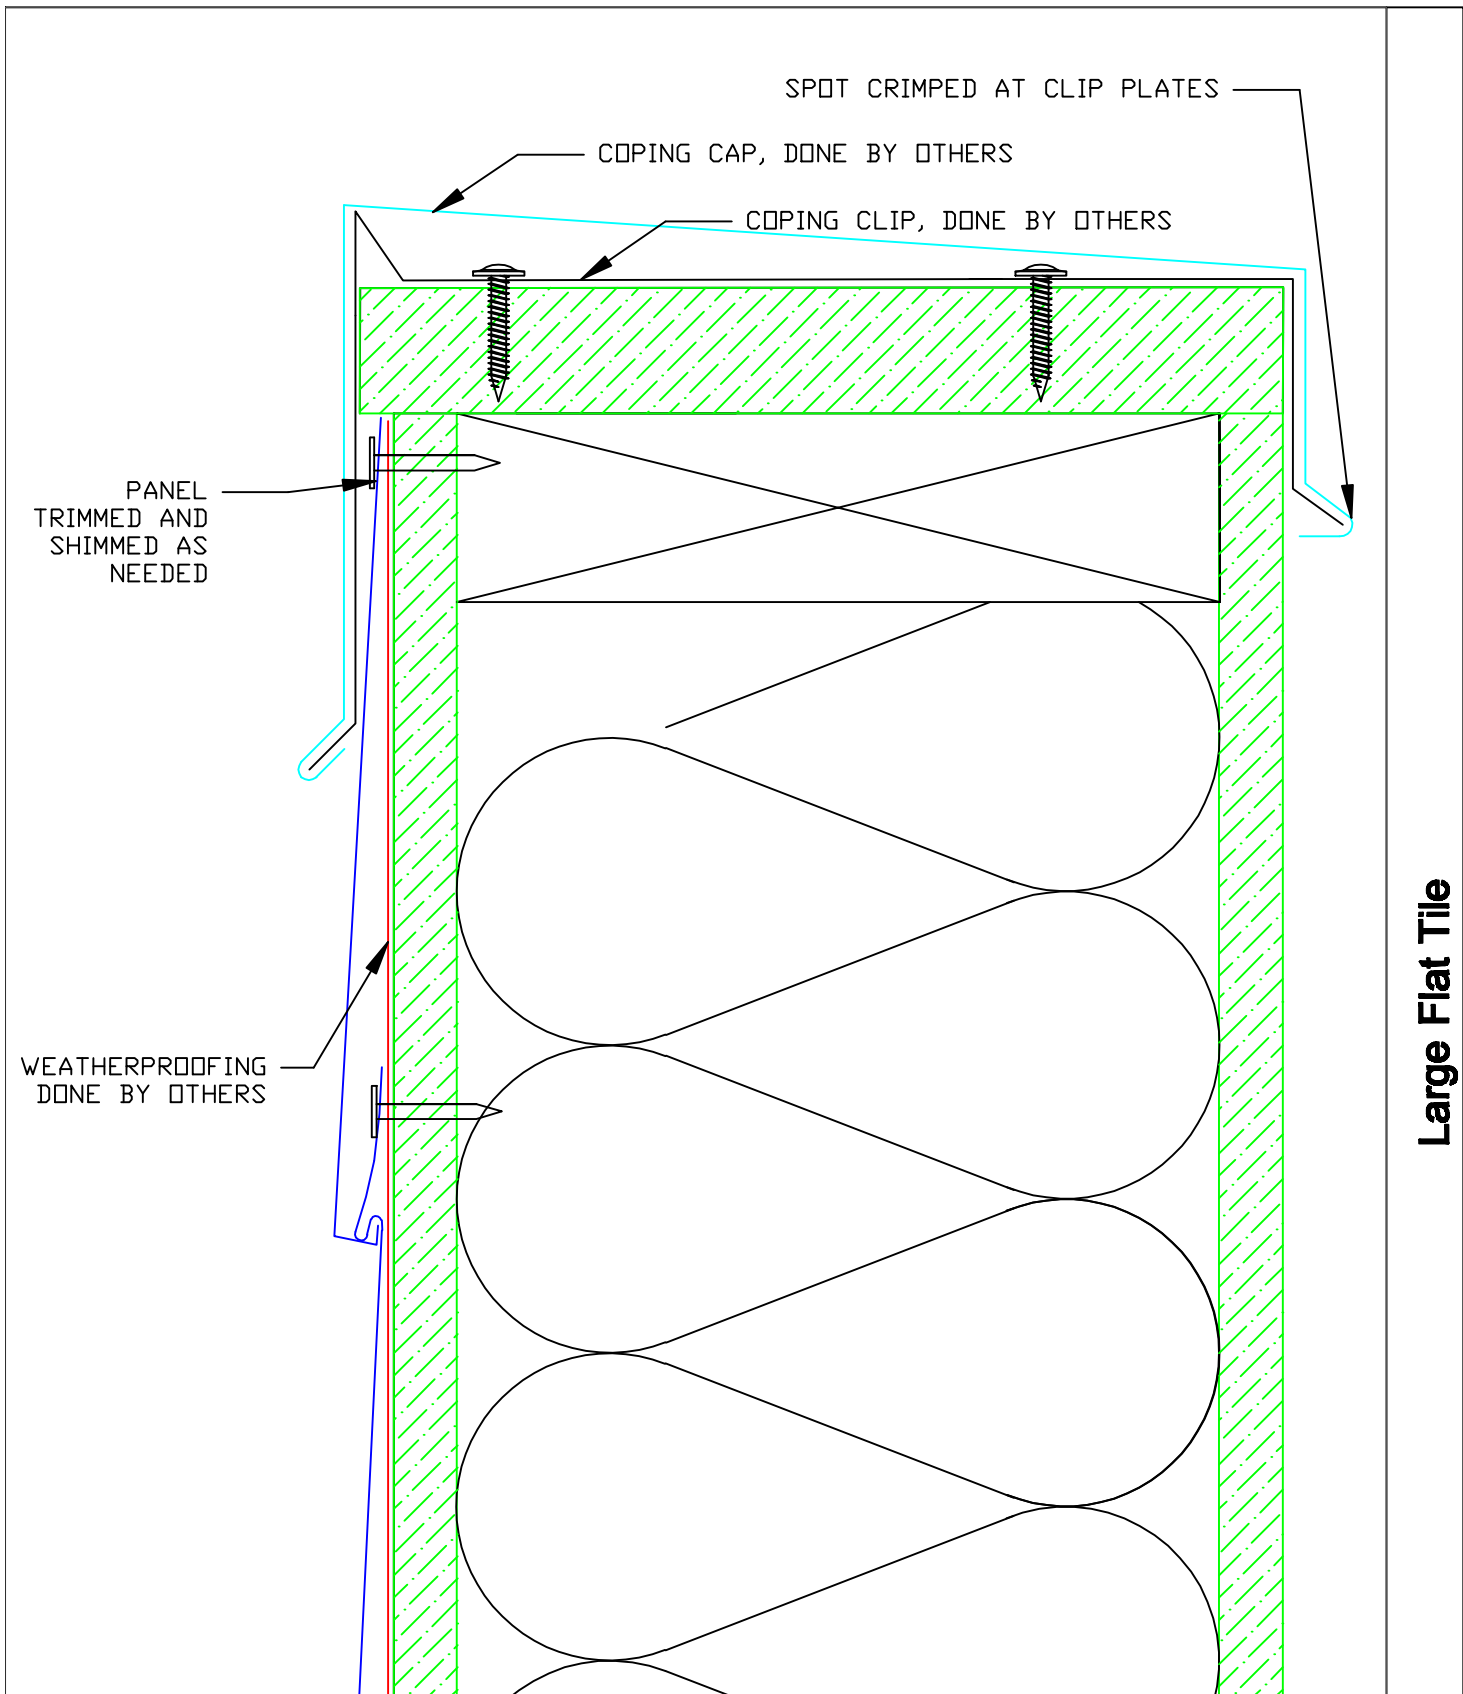 SPOT CRIMPED AT CLIP PLATES
COPING CAP, DONE BY OTHERS
COPING CLIP, DONE BY OTHERS
PANEL
TRIMMED AND
SHIMMED AS
NEEDED
WEATHERPROOFING
DONE BY OTHERS
Large Flat Tile